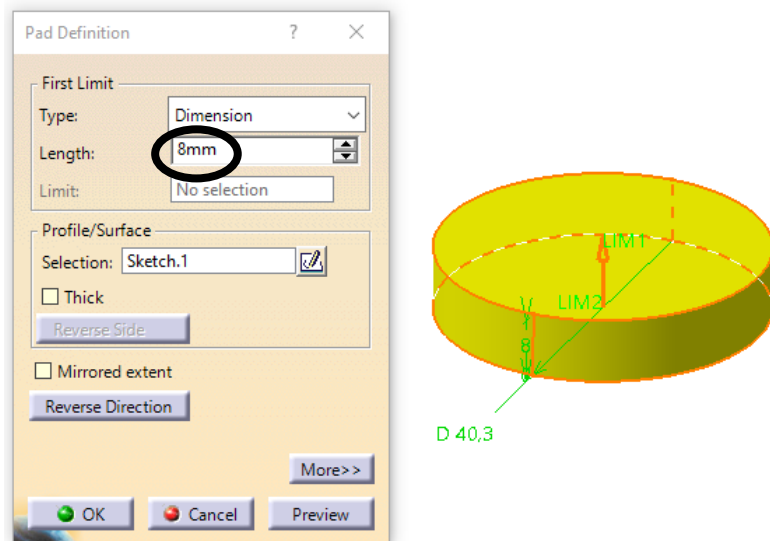 Pad Definition ? ×
First Limit
Type: Dimension
Length: 8mm
Limit: No selection
Profile/Surface
Selection: Sketch.1
Thick
Reverse Side
Mirrored extent
Reverse Direction
More>>
OK Cancel Preview
LIM1
LIM2
8
D 40,3